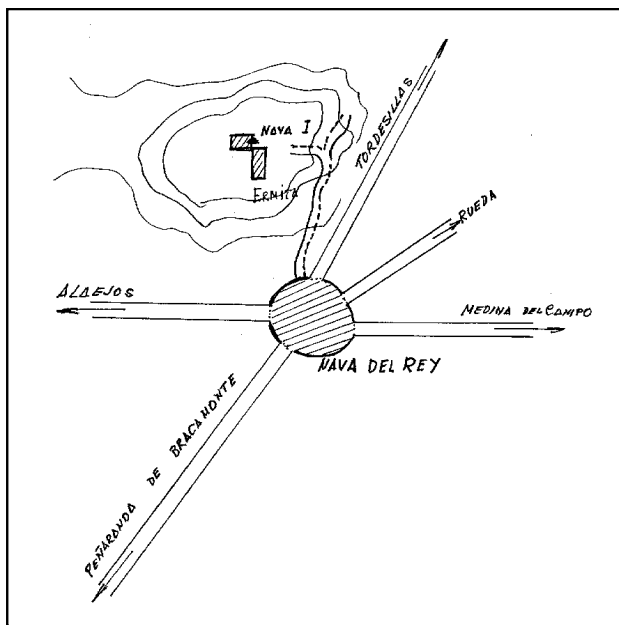 TORDESILLAS
NAVA I
ERMITA
RUEDA
ALAEJOS
MEDINA DEL CAMPO
NAVA DEL REY
PEÑARANDA DE BRACAMONTE